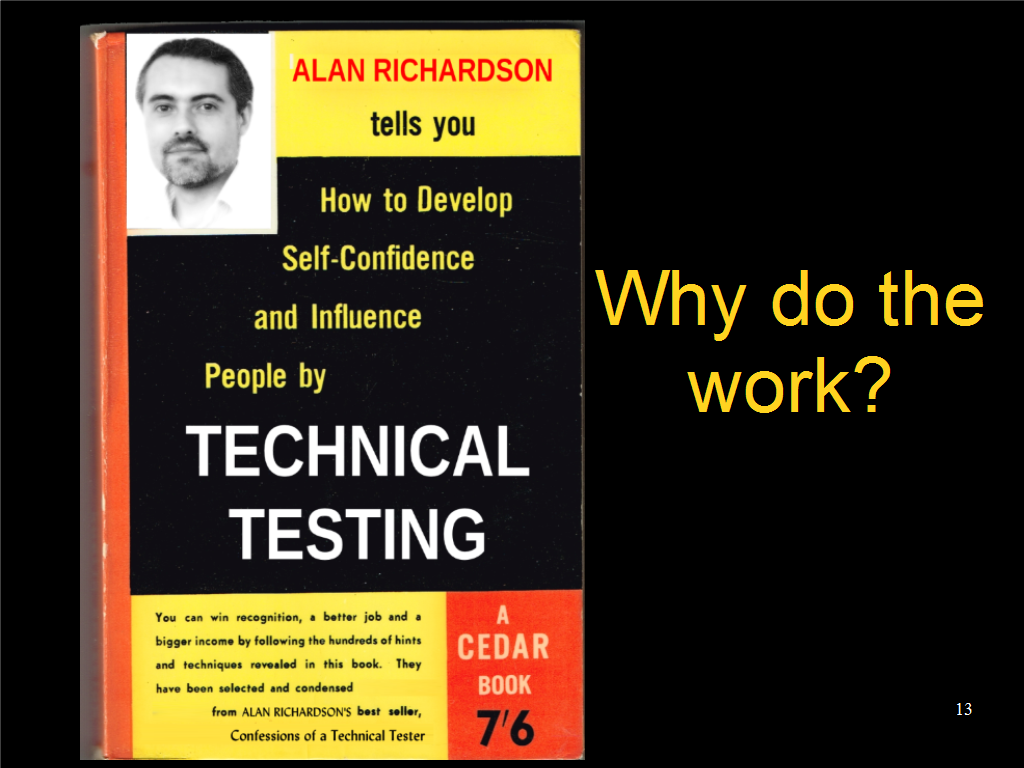 ALAN RICHARDSON
tells you
How to Develop
Self-Confidence
and Influence
People by
TECHNICAL
TESTING
You can win recognition, a better job and a
bigger income by following the hundreds of hints
and techniques revealed in this book. They
have been selected and condensed
from ALAN RICHARDSON'S best seller,
Confessions of a Technical Tester
A
CEDAR
BOOK
7'6
Why do the
work?
13